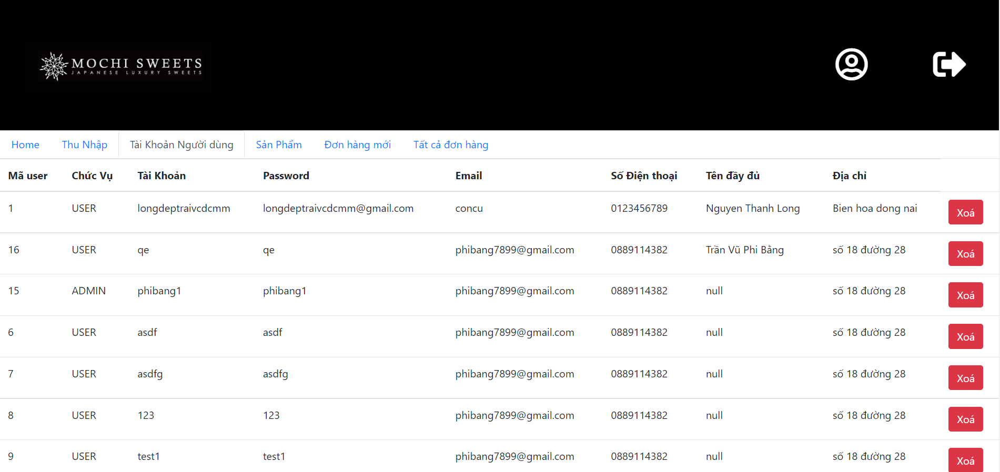 MOCHI SWEETS
JAPANESE LUXURY SWEETS
Home Thu Nhập Tài Khoản Người dùng Sản Phẩm Đơn hàng mới Tất cả đơn hàng
Mã user Chức Vụ Tài Khoản Password Email Số Điện thoại Tên đầy đủ Địa chỉ
1 USER longdeptraivcdcmm longdeptraivcdcmm@gmail.com concu 0123456789 Nguyen Thanh Long Bien hoa dong nai Xoá
16 USER qe qe phibang7899@gmail.com 0889114382 Trần Vũ Phi Bằng số 18 đường 28 Xoá
15 ADMIN phibang1 phibang1 phibang7899@gmail.com 0889114382 null số 18 đường 28 Xoá
6 USER asdf asdf phibang7899@gmail.com 0889114382 null số 18 đường 28 Xoá
7 USER asdfg asdfg phibang7899@gmail.com 0889114382 null số 18 đường 28 Xoá
8 USER 123 123 phibang7899@gmail.com 0889114382 null số 18 đường 28 Xoá
9 USER test1 test1 phibang7899@gmail.com 0889114382 null số 18 đường 28 Xoá